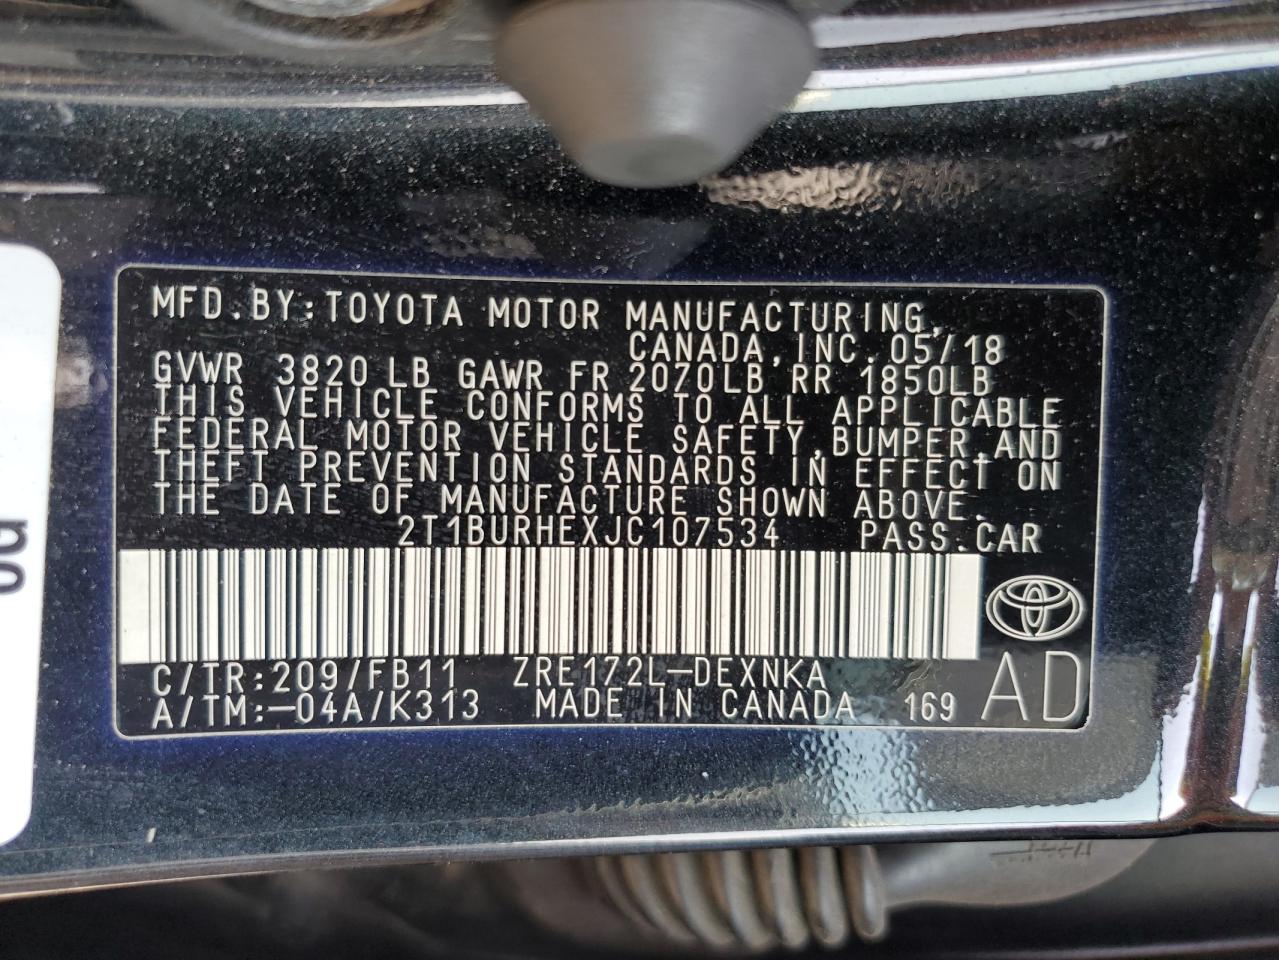 MFD.BY:TOYOTA MOTOR MANUFACTURING,
CANADA,INC. 05/18
GVWR 3820 LB GAWR FR 2070LB RR 1850LB
THIS VEHICLE CONFORMS TO ALL APPLICABLE
FEDERAL MOTOR VEHICLE SAFETY,BUMPER,AND
THEFT PREVENTION STANDARDS IN EFFECT ON
THE DATE OF MANUFACTURE SHOWN ABOVE.
2T1BURHEXJC107534 PASS.CAR
C/TR:209/FB11 ZRE172L-DEXNKA
A/TM:-04A/K313 MADE IN CANADA 169 AD